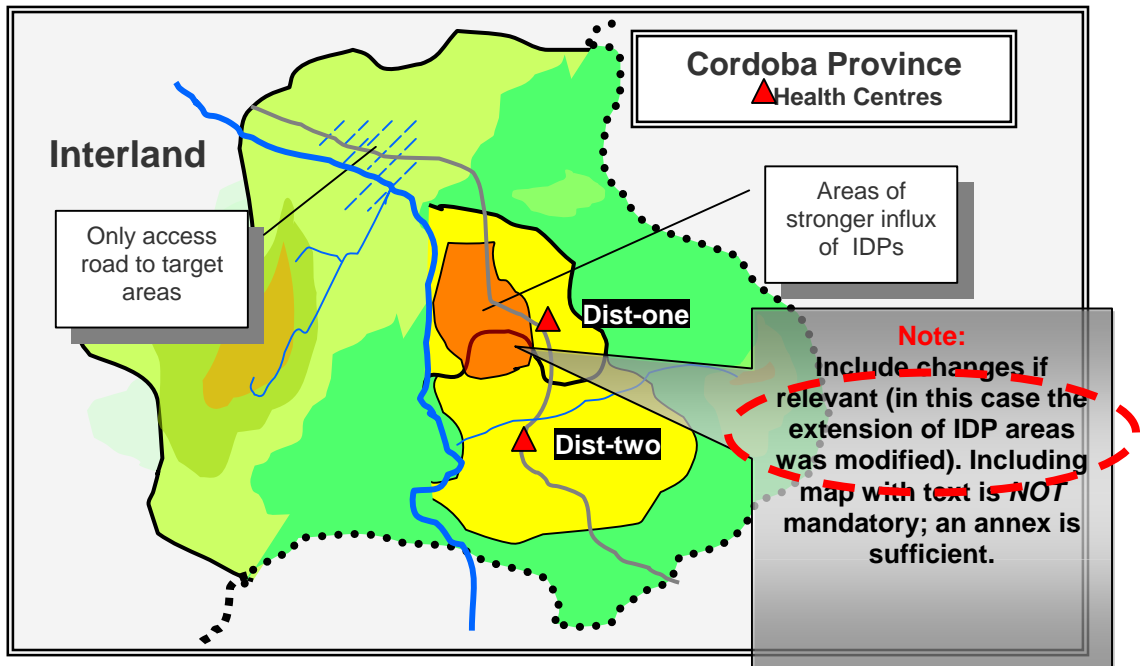 Cordoba Province
Health Centres
Interland
Only access
road to target
areas
Areas of
stronger influx
of IDPs
Dist-one
Dist-two
Note:
Include changes if
relevant (in this case the
extension of IDP areas
was modified). Including
map with text is NOT
mandatory; an annex is
sufficient.